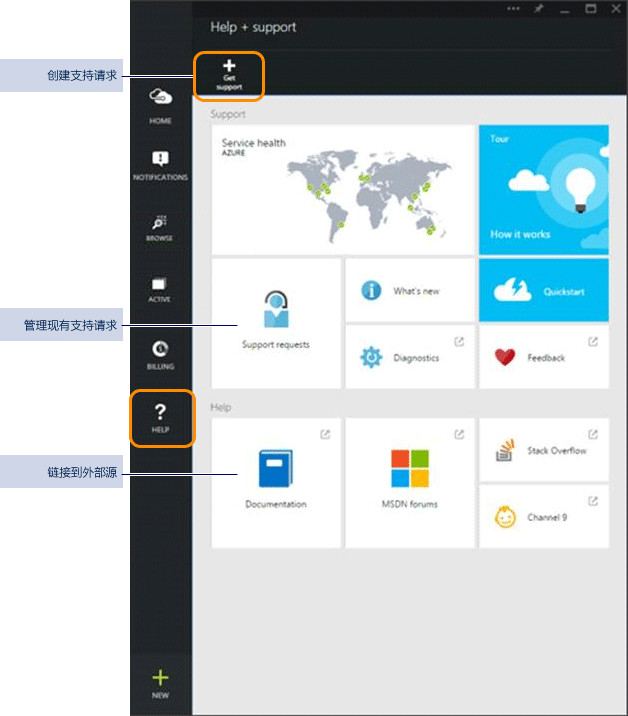 Help + support
创建支持请求
Get
support
HOME
NOTIFICATIONS
BROWSE
ACTIVE
管理现有支持请求
BILLING
HELP
链接到外部源
NEW
Support
Service health
AZURE
Tour
How it works
Support requests
What's new
Quickstart
Diagnostics
Feedback
Help
Documentation
MSDN forums
Stack Overflow
Channel 9